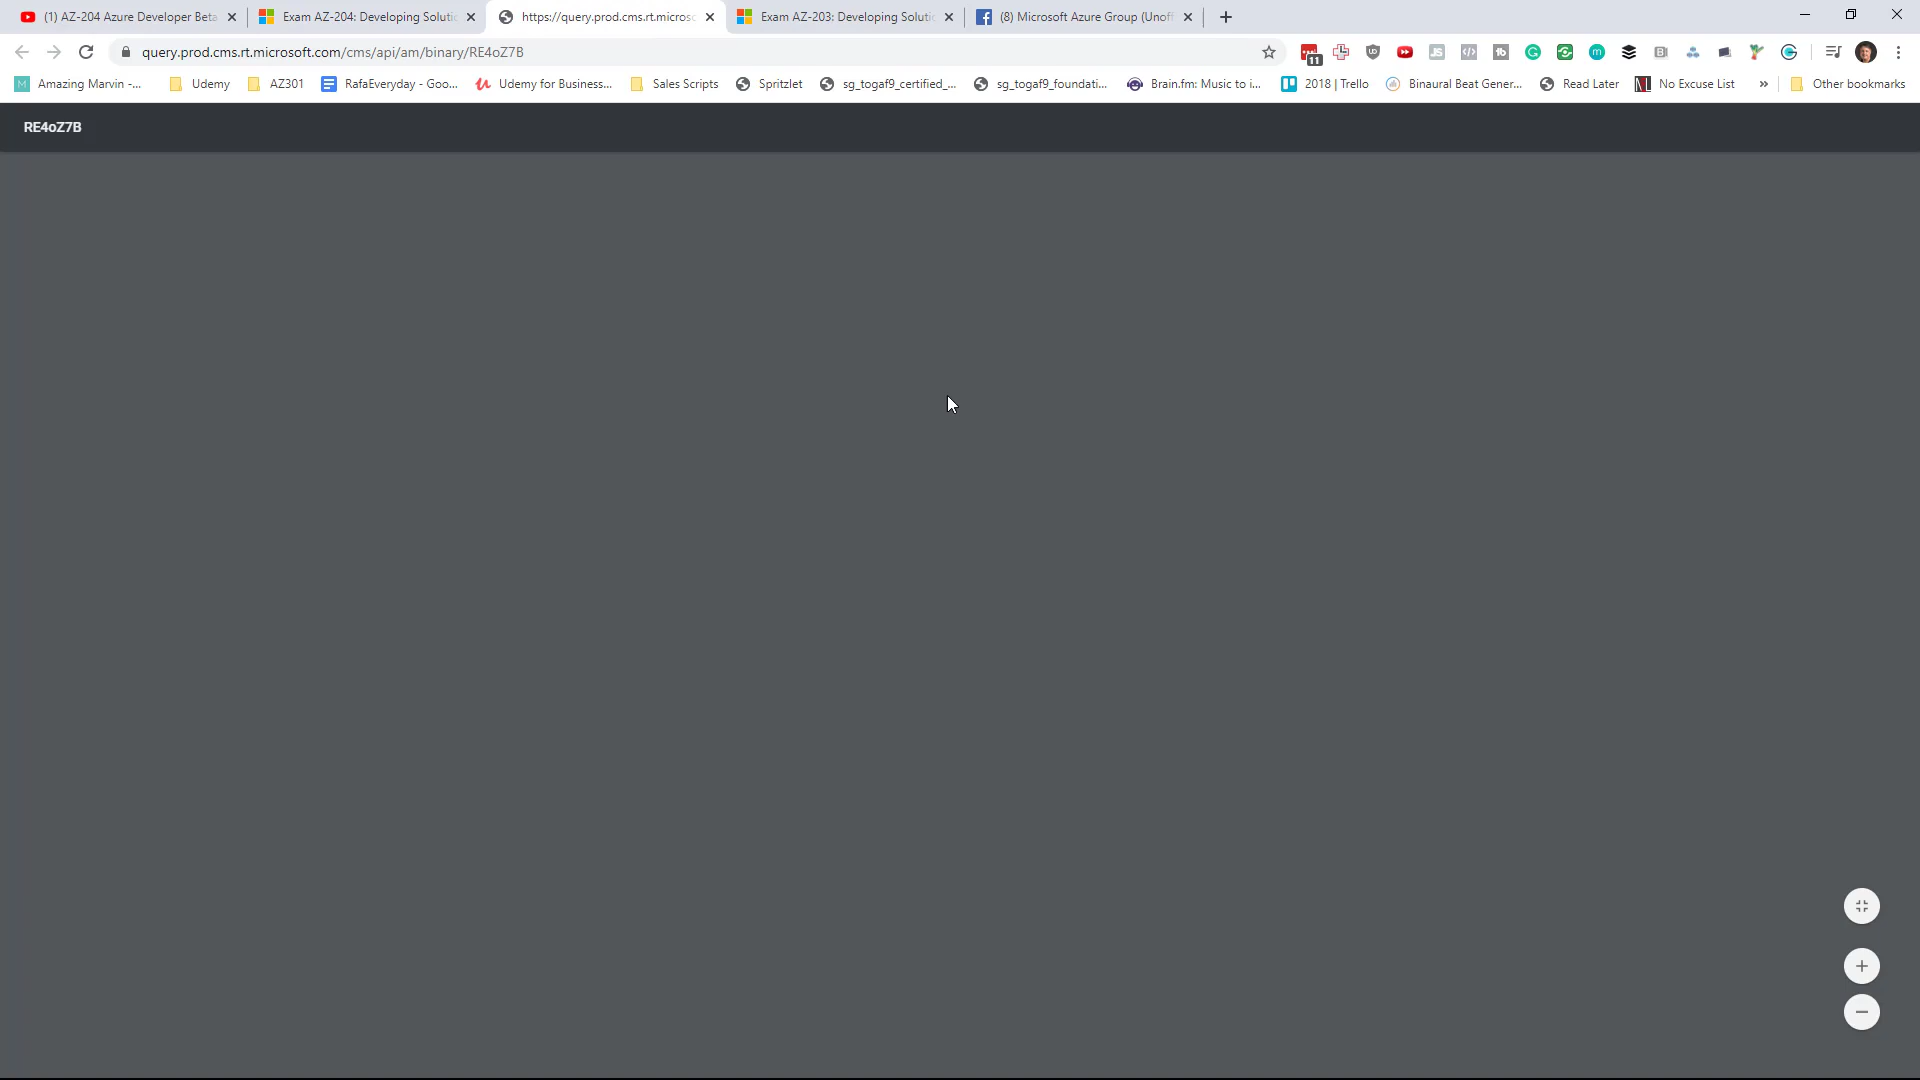 (1) AZ-204 Azure Developer Beta
Exam AZ-204: Developing Solutic
https://query.prod.cms.rt.micros
Exam AZ-203: Developing Solutic
(8) Microsoft Azure Group (Unoff
query.prod.cms.rt.microsoft.com/cms/api/am/binary/RE4oZ7B
11
Amazing Marvin -...
Udemy
AZ301
RafaEveryday - Goo...
Udemy for Business...
Sales Scripts
Spritzlet
sg_togaf9_certified_...
sg_togaf9_foundati...
Brain.fm: Music to i...
2018 | Trello
Binaural Beat Gener...
Read Later
No Excuse List
Other bookmarks
RE4oZ7B